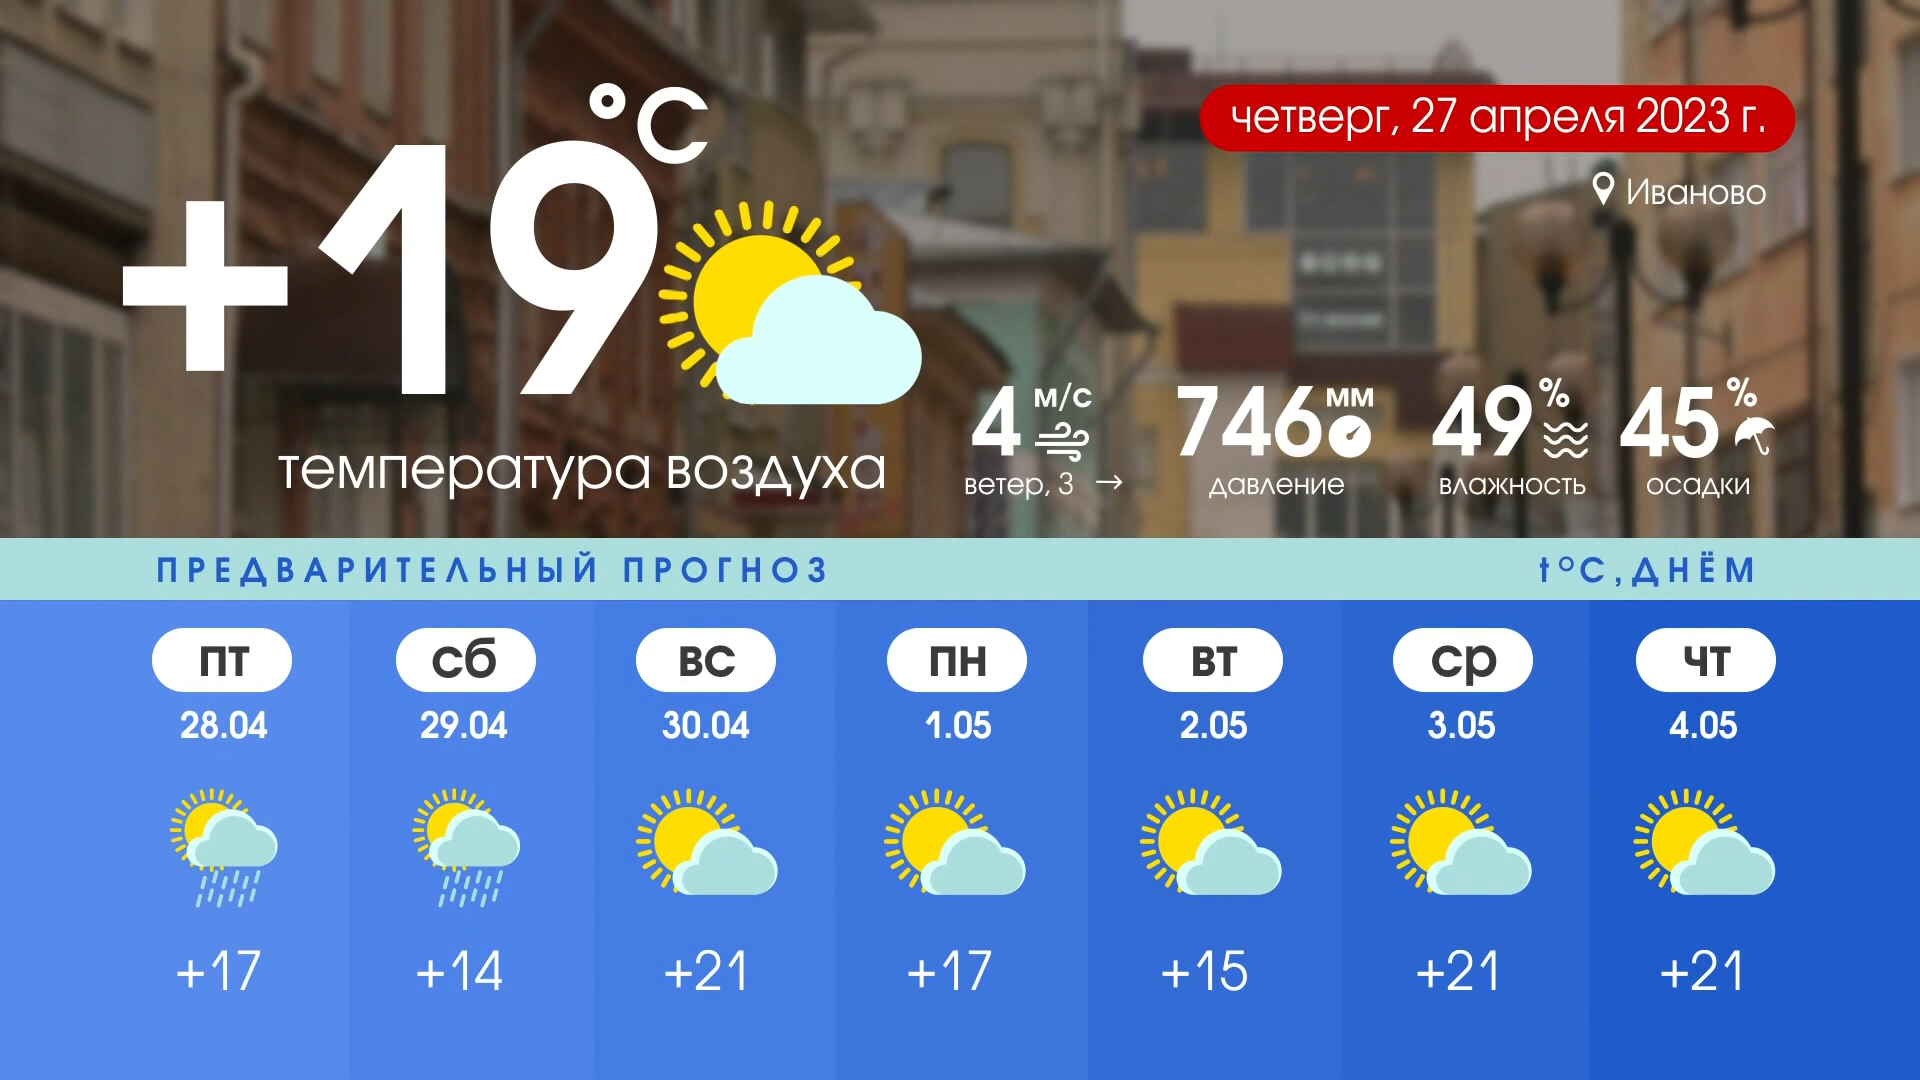 четверг, 27 апреля 2023 г.
Иваново
+19 °C
температура воздуха
4 м/с
ветер, З →
746 мм
давление
49 %
влажность
45 %
осадки
ПРЕДВАРИТЕЛЬНЫЙ ПРОГНОЗ
t°C, ДНЁМ
пт
28.04
+17
сб
29.04
+14
вс
30.04
+21
пн
1.05
+17
вт
2.05
+15
ср
3.05
+21
чт
4.05
+21